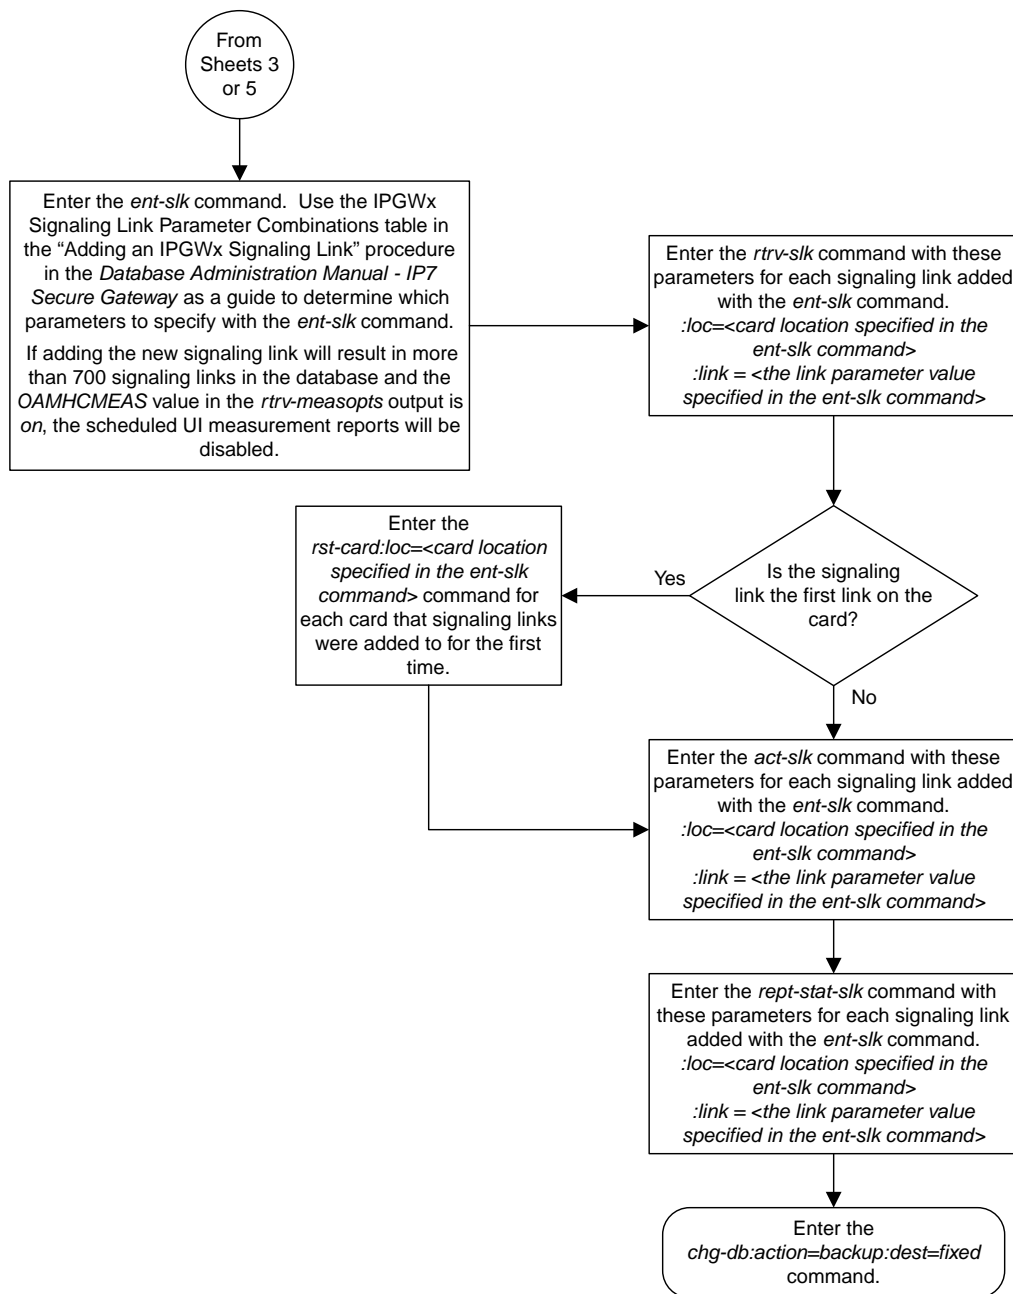 From
Sheets 3
or 5
Enter the ent-slk command. Use the IPGWx
Signaling Link Parameter Combinations table in
the “Adding an IPGWx Signaling Link” procedure
in the Database Administration Manual - IP7
Secure Gateway as a guide to determine which
parameters to specify with the ent-slk command.
If adding the new signaling link will result in more
than 700 signaling links in the database and the
OAMHCMEAS value in the rtrv-measopts output is
on, the scheduled UI measurement reports will be
disabled.
Enter the rtrv-slk command with these
parameters for each signaling link added
with the ent-slk command.
:loc=<card location specified in the
ent-slk command>
:link = <the link parameter value
specified in the ent-slk command>
Is the signaling
link the first link on the
card?
Yes
No
Enter the
rst-card:loc=<card location
specified in the ent-slk
command> command for
each card that signaling links
were added to for the first
time.
Enter the act-slk command with these
parameters for each signaling link added
with the ent-slk command.
:loc=<card location specified in the
ent-slk command>
:link = <the link parameter value
specified in the ent-slk command>
Enter the rept-stat-slk command with
these parameters for each signaling link
added with the ent-slk command.
:loc=<card location specified in the
ent-slk command>
:link = <the link parameter value
specified in the ent-slk command>
Enter the
chg-db:action=backup:dest=fixed
command.